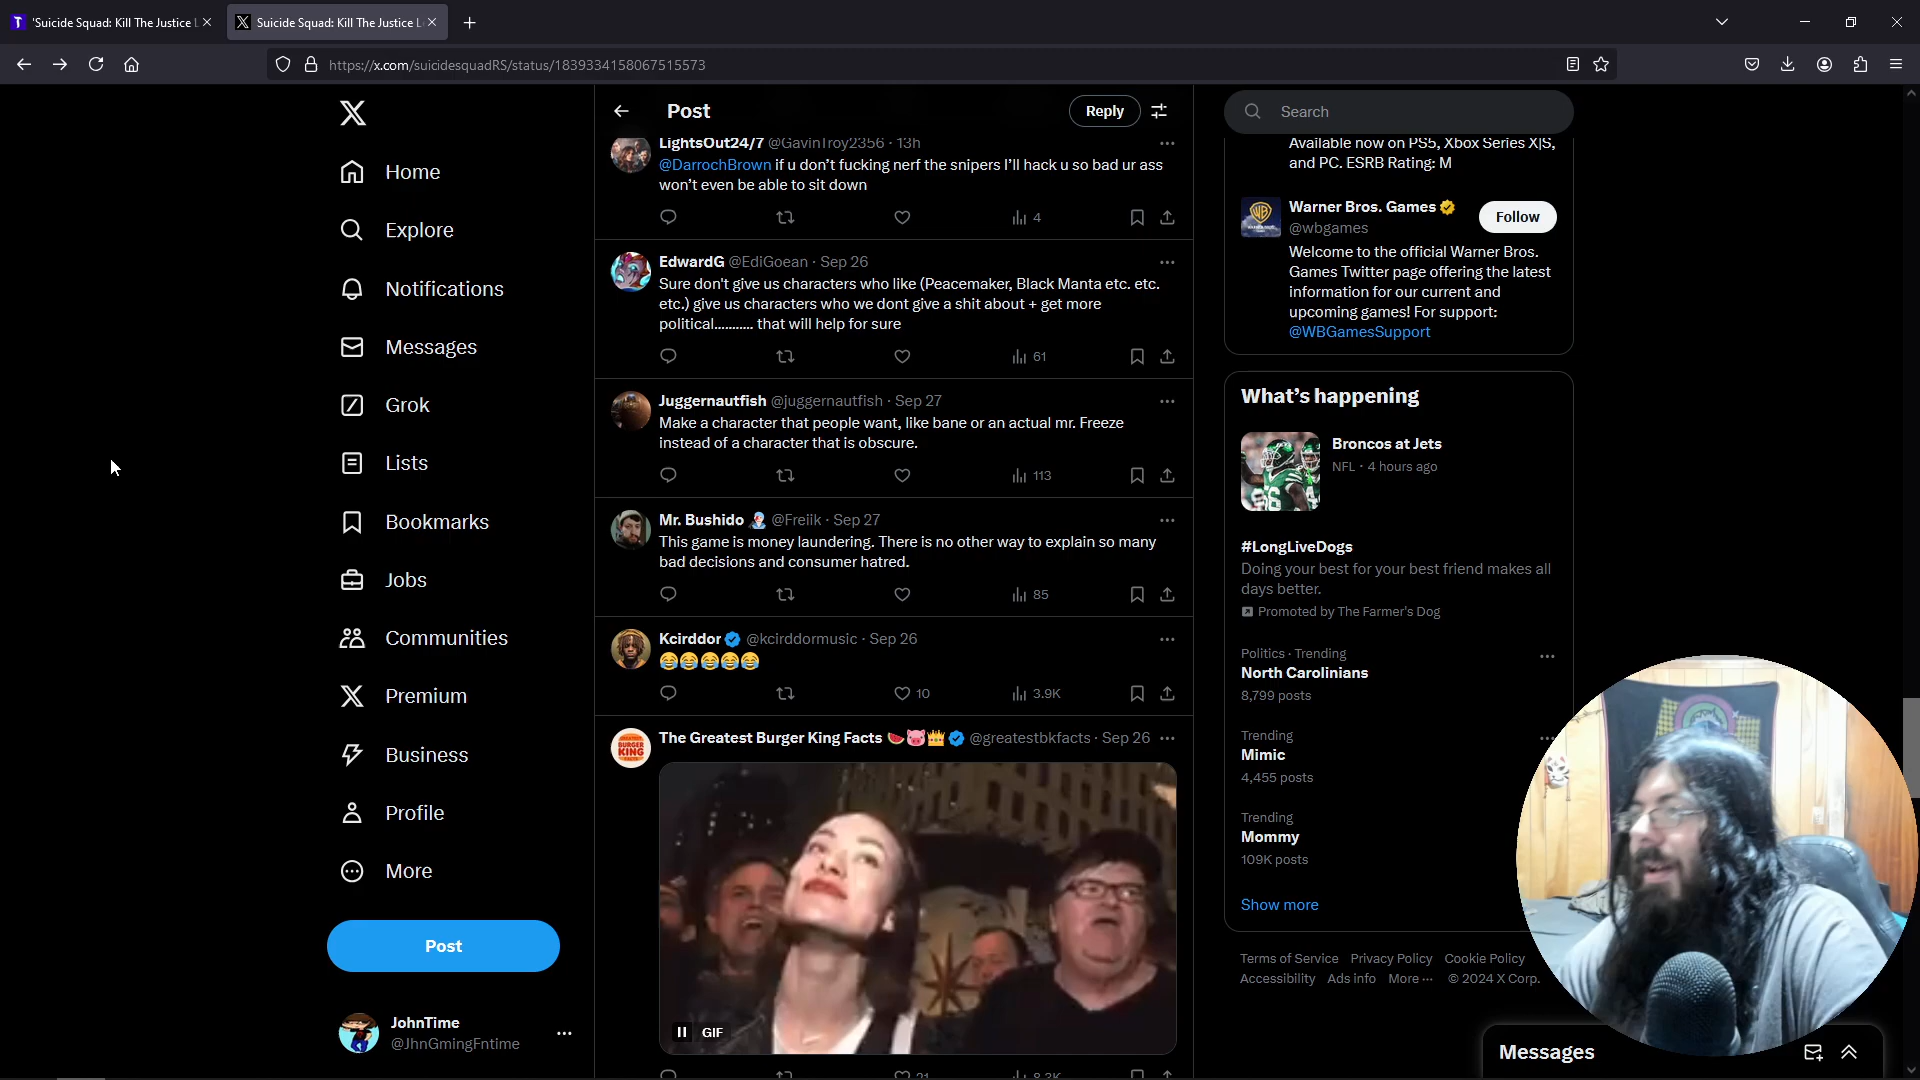 'Suicide Squad: Kill The Justice L
Suicide Squad: Kill The Justice L
https://x.com/suicidesquadRS/status/1839334158067515573
Home
Explore
Notifications
Messages
Grok
Lists
Bookmarks
Jobs
Communities
Premium
Business
Profile
More
Post
JohnTime
@JhnGmingFntime
Post
Reply
LightsOut24/7 @GavinTroy2356 · 13h
@DarrochBrown if u don't fucking nerf the snipers I'll hack u so bad ur ass
won't even be able to sit down
4
EdwardG @EdiGoean · Sep 26
Sure don't give us characters who like (Peacemaker, Black Manta etc. etc.
etc.) give us characters who we dont give a shit about + get more
political........... that will help for sure
61
Juggernautfish @juggernautfish · Sep 27
Make a character that people want, like bane or an actual mr. Freeze
instead of a character that is obscure.
113
Mr. Bushido @Freiik · Sep 27
This game is money laundering. There is no other way to explain so many
bad decisions and consumer hatred.
85
Kcirddor @kcirddormusic · Sep 26
😂😂😂😂😂
10 3.9K
The Greatest Burger King Facts 🍉🐷👑 @greatestbkfacts · Sep 26
GREATEST
BURGER
KING
FACTS
GIF
21 8.3K
Search
Available now on PS5, Xbox Series X|S,
and PC. ESRB Rating: M
Warner Bros. Games
@wbgames
Follow
Welcome to the official Warner Bros.
Games Twitter page offering the latest
information for our current and
upcoming games! For support:
@WBGamesSupport
What's happening
Broncos at Jets
NFL · 4 hours ago
#LongLiveDogs
Doing your best for your best friend makes all
days better.
Promoted by The Farmer's Dog
Politics · Trending
North Carolinians
8,799 posts
Trending
Mimic
4,455 posts
Trending
Mommy
109K posts
Show more
Terms of Service Privacy Policy Cookie Policy
Accessibility Ads info More ··· © 2024 X Corp.
Messages